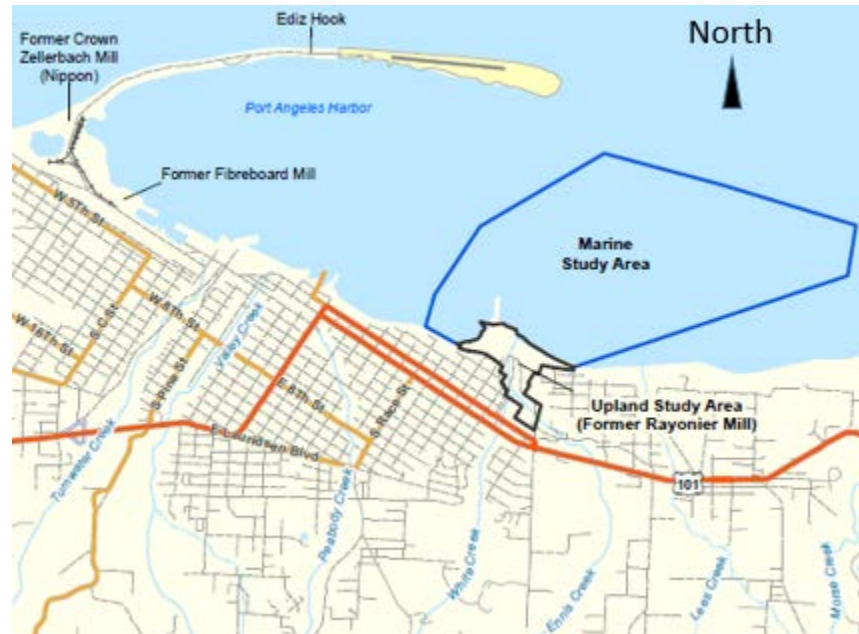 Ediz Hook
North
Former Crown
Zellerbach Mill
(Nippon)
Port Angeles Harbor
Former Fibreboard Mill
W 5Th St
Marine
Study Area
S C St
W 8Th St
Valley Creek
W 16Th St
S Pine St
E 8Th St
S Race St
Upland Study Area
(Former Rayonier Mill)
E Lauridsen Blvd
Tumwater Creek
Peabody Creek
White Creek
Ennis Creek
101
Lees Creek
Morse Creek